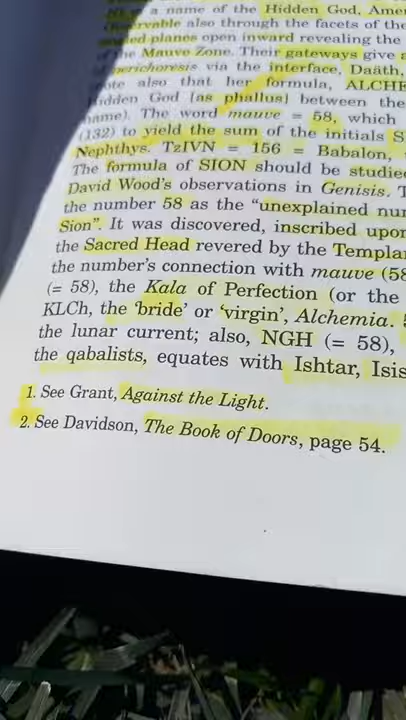 a name of the Hidden God, Amen
also through the facets of the
planes open inward revealing the
the Mauve Zone. Their gateways give a
perichoresis via the interface, Daäth,
also that her formula, ALCHE
Hidden God [as phallus] between the
name). The word mauve = 58, which
(132) to yield the sum of the initials S
Nephthys. TzIVN = 156 = Babalon,
The formula of SION should be studie
David Wood's observations in Genisis. T
the number 58 as the "unexplained nu
Sion". It was discovered, inscribed upon
the Sacred Head revered by the Templa
the number's connection with mauve (58
(= 58), the Kala of Perfection (or the
KLCh, the 'bride' or 'virgin', Alchemia.
the lunar current; also, NGH (= 58),
the qabalists, equates with Ishtar, Isis
1. See Grant, Against the Light.
2. See Davidson, The Book of Doors, page 54.